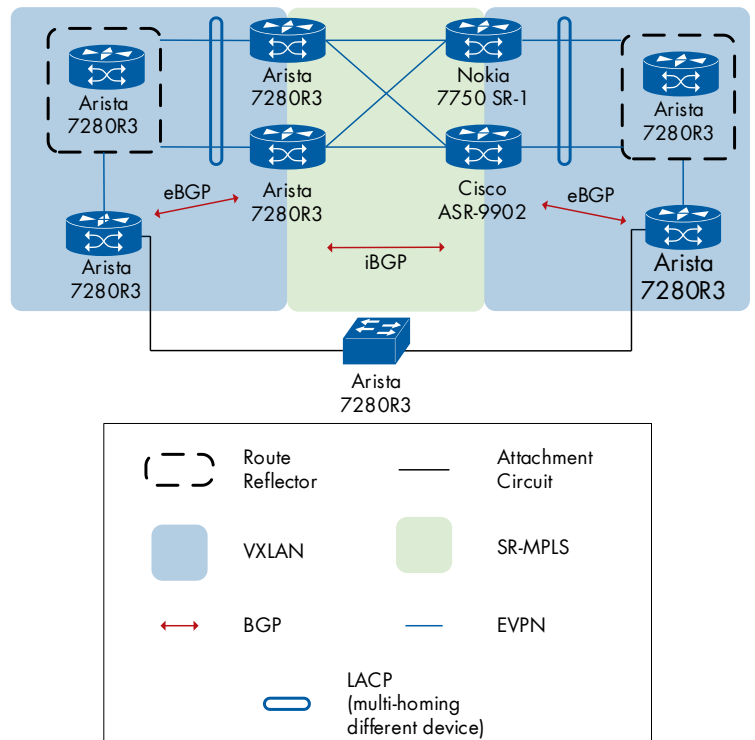 Arista
7280R3
Nokia
7750 SR-1
Arista
7280R3
Arista
7280R3
eBGP
Arista
7280R3
Cisco
ASR-9902
eBGP
iBGP
Arista
7280R3
Arista
7280R3
Arista
7280R3
Route
Reflector
Attachment
Circuit
VXLAN
SR-MPLS
BGP
EVPN
LACP
(multi-homing
different device)